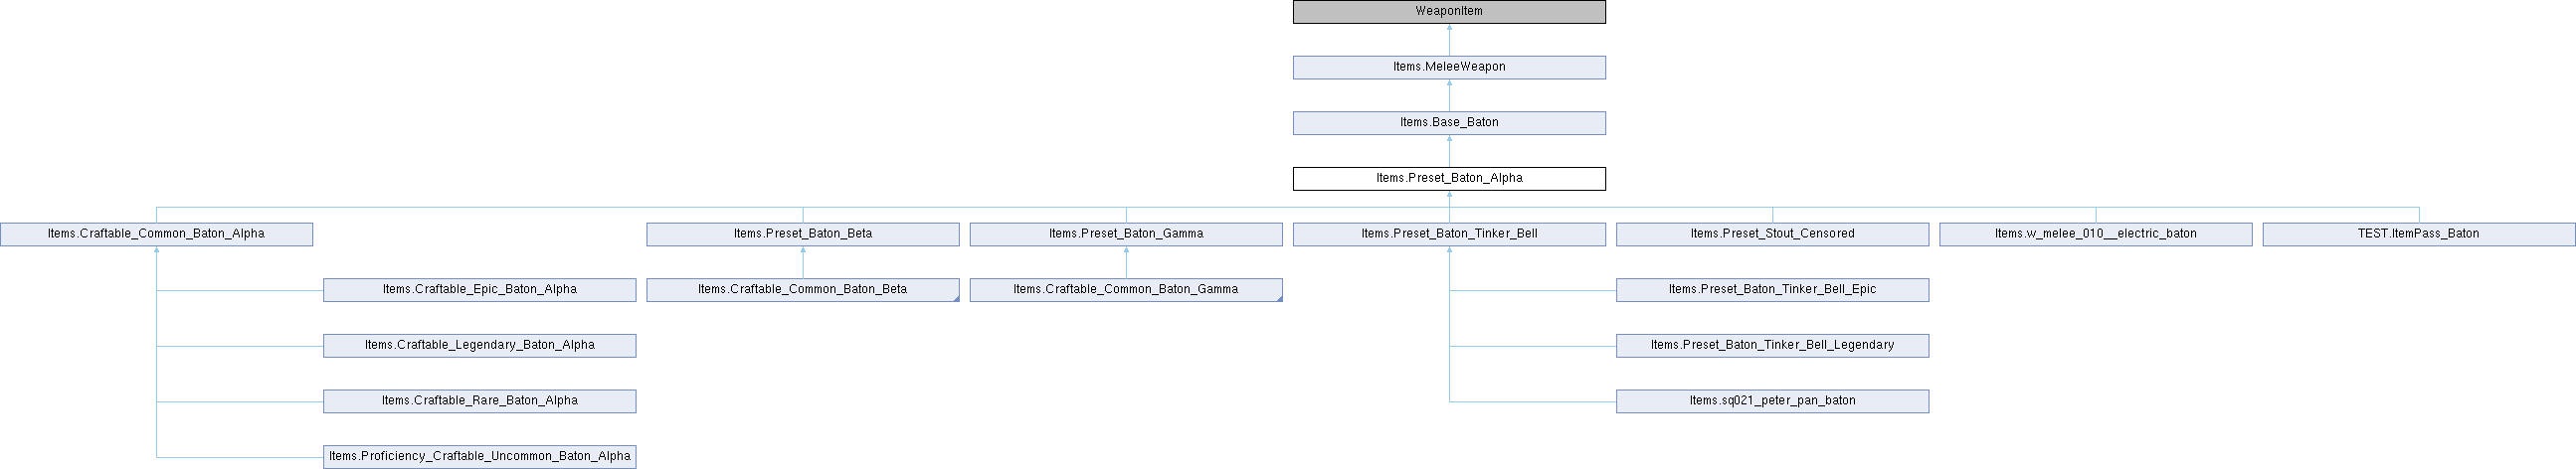 WeaponItem
Items.MeleeWeapon
Items.Base_Baton
Items.Preset_Baton_Alpha
Items.Craftable_Common_Baton_Alpha
Items.Preset_Baton_Beta
Items.Preset_Baton_Gamma
Items.Preset_Baton_Tinker_Bell
Items.Preset_Stout_Censored
Items.w_melee_010__electric_baton
TEST.ItemPass_Baton
Items.Craftable_Epic_Baton_Alpha
Items.Craftable_Common_Baton_Beta
Items.Craftable_Common_Baton_Gamma
Items.Preset_Baton_Tinker_Bell_Epic
Items.Craftable_Legendary_Baton_Alpha
Items.Preset_Baton_Tinker_Bell_Legendary
Items.Craftable_Rare_Baton_Alpha
Items.sq021_peter_pan_baton
Items.Proficiency_Craftable_Uncommon_Baton_Alpha